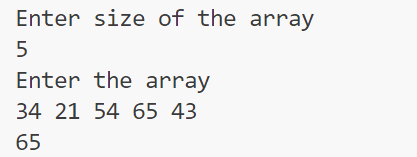 Enter size of the array
5
Enter the array
34 21 54 65 43
65